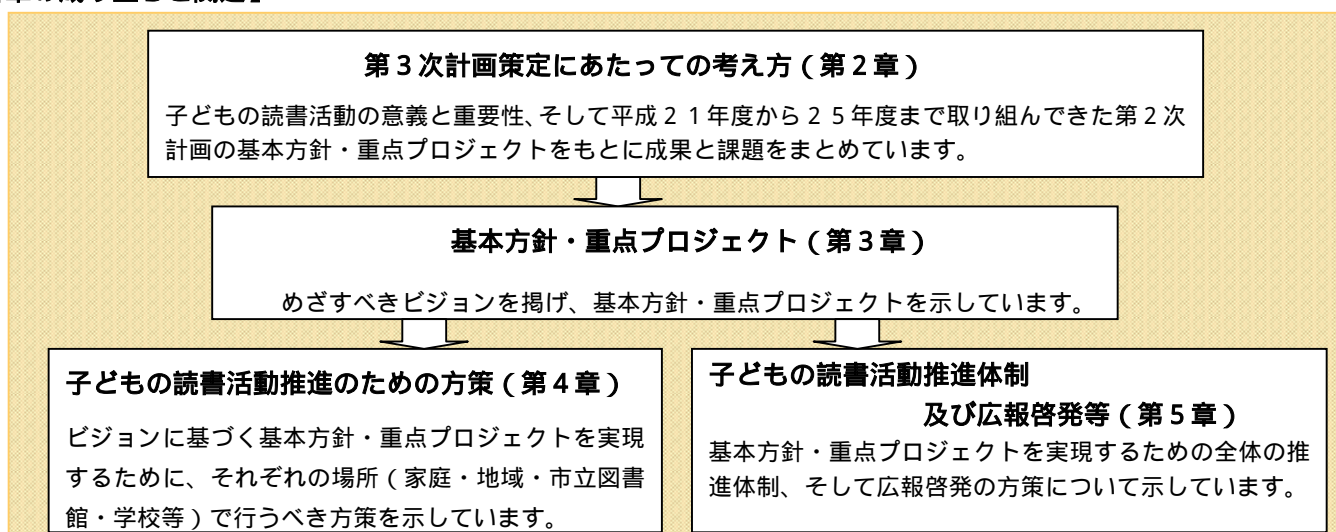 第３次計画策定にあたっての考え方（第２章）
子どもの読書活動の意義と重要性、そして平成２１年度から２５年度まで取り組んできた第２次
計画の基本方針・重点プロジェクトをもとに成果と課題をまとめています。
基本方針・重点プロジェクト（第３章）
めざすべきビジョンを掲げ、基本方針・重点プロジェクトを示しています。
子どもの読書活動推進のための方策（第４章）
ビジョンに基づく基本方針・重点プロジェクトを実現
するために、それぞれの場所（家庭・地域・市立図書
館・学校等）で行うべき方策を示しています。
子どもの読書活動推進体制
及び広報啓発等（第５章）
基本方針・重点プロジェクトを実現するための全体の推
進体制、そして広報啓発の方策について示しています。